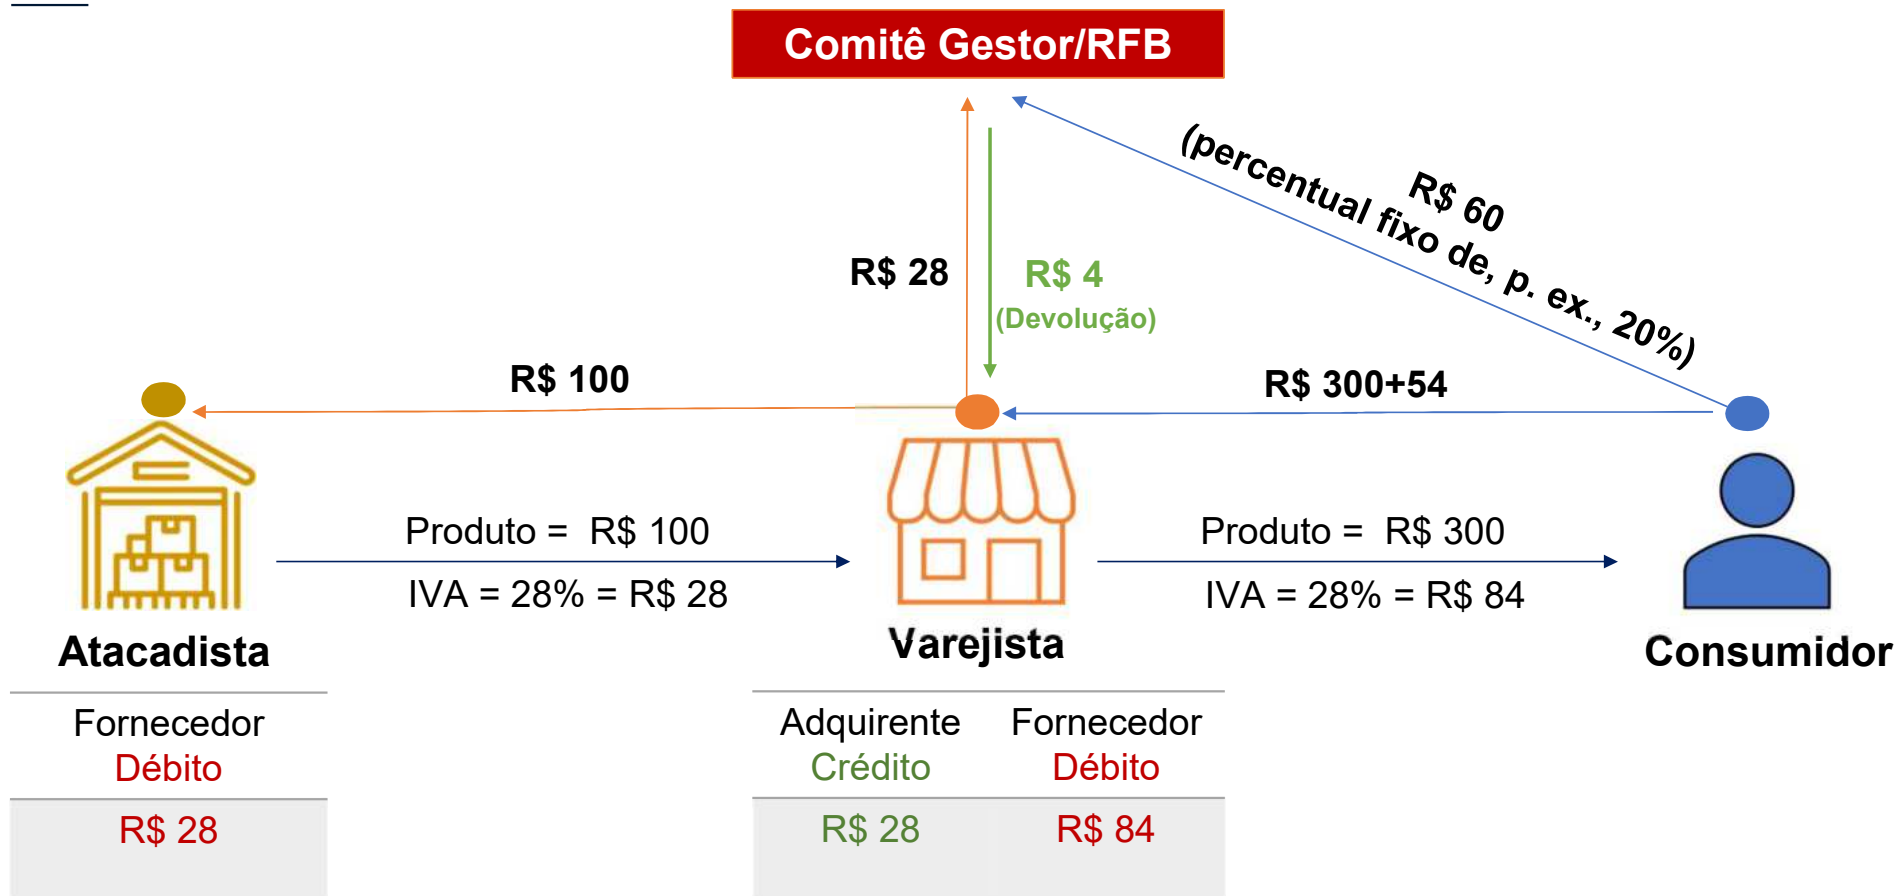 Comitê Gestor/RFB
R$ 60
(percentual fixo de, p. ex., 20%)
R$ 28
R$ 4
(Devolução)
R$ 100
R$ 300+54
Produto = R$ 100
IVA = 28% = R$ 28
Produto = R$ 300
IVA = 28% = R$ 84
Atacadista
Varejista
Consumidor
Fornecedor
Débito
R$ 28
Adquirente
Crédito
R$ 28
Fornecedor
Débito
R$ 84